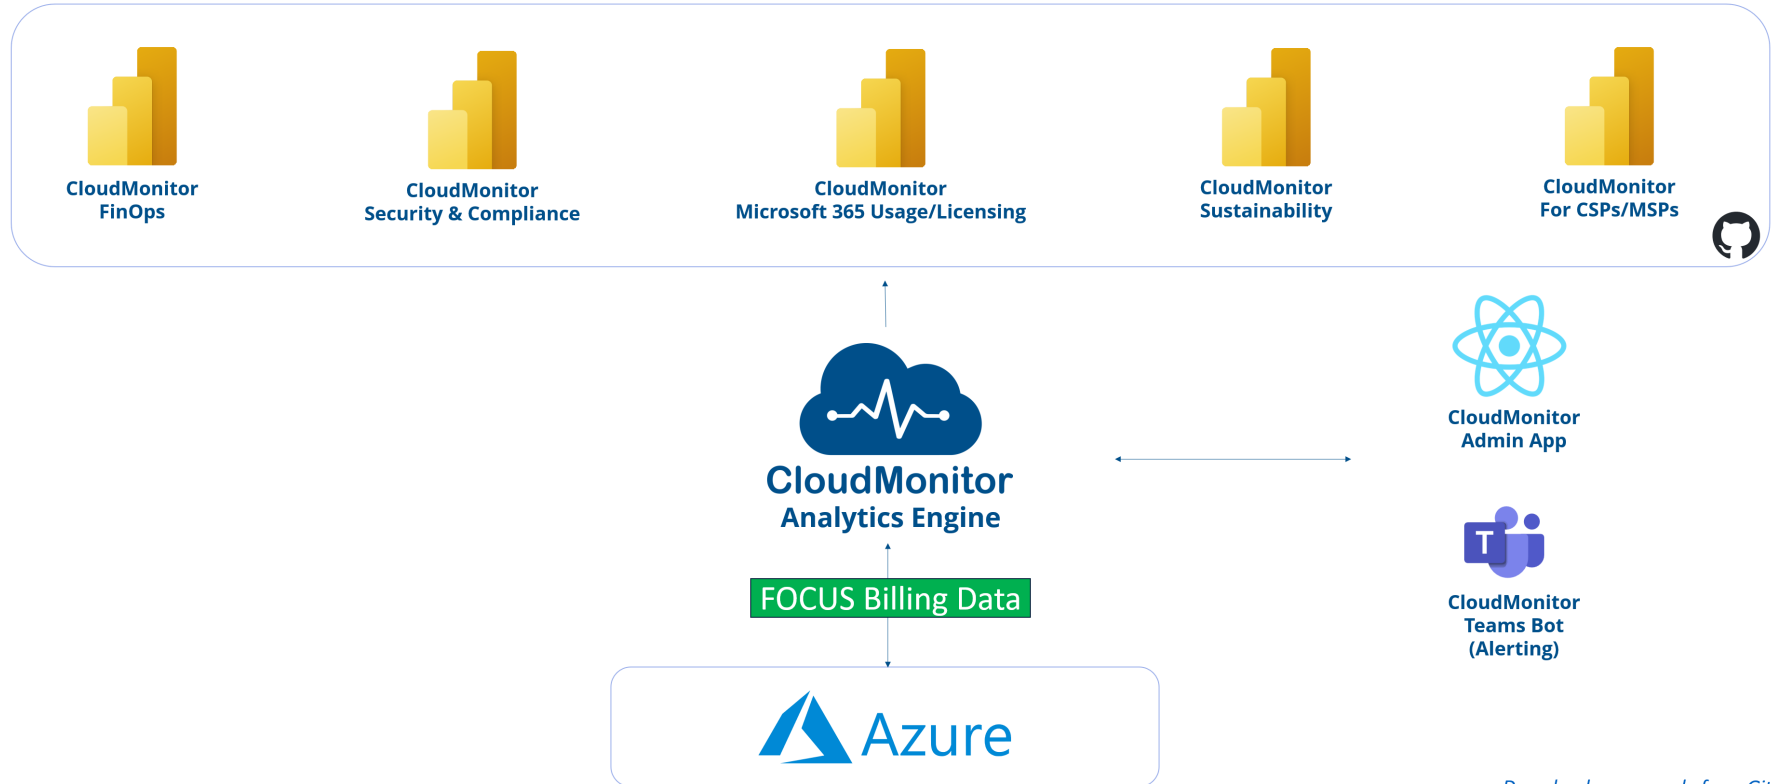 CloudMonitor
FinOps
CloudMonitor
Security & Compliance
CloudMonitor
Microsoft 365 Usage/Licensing
CloudMonitor
Sustainability
CloudMonitor
For CSPs/MSPs
CloudMonitor
Analytics Engine
CloudMonitor
Admin App
T
CloudMonitor
Teams Bot
(Alerting)
FOCUS Billing Data
Azure